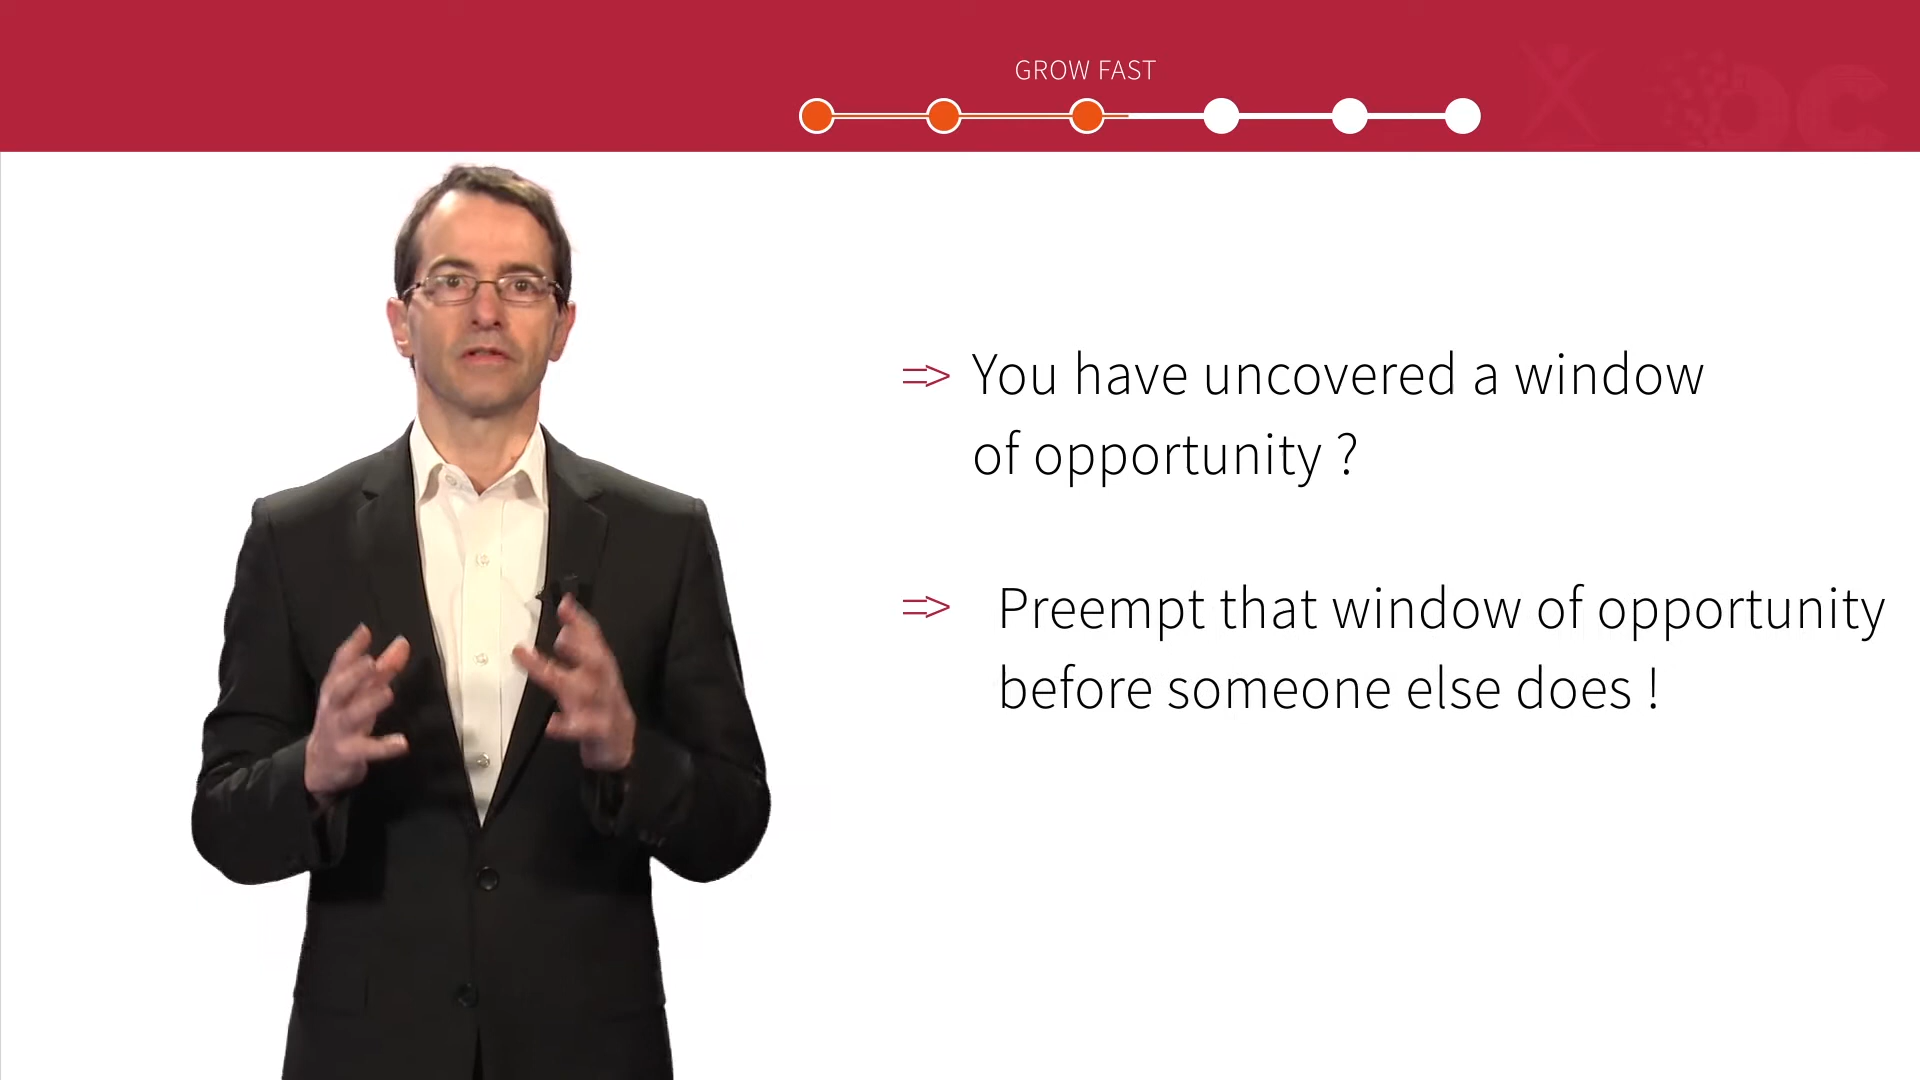 GROW FAST
=> You have uncovered a window
of opportunity ?
=> Preempt that window of opportunity
before someone else does !